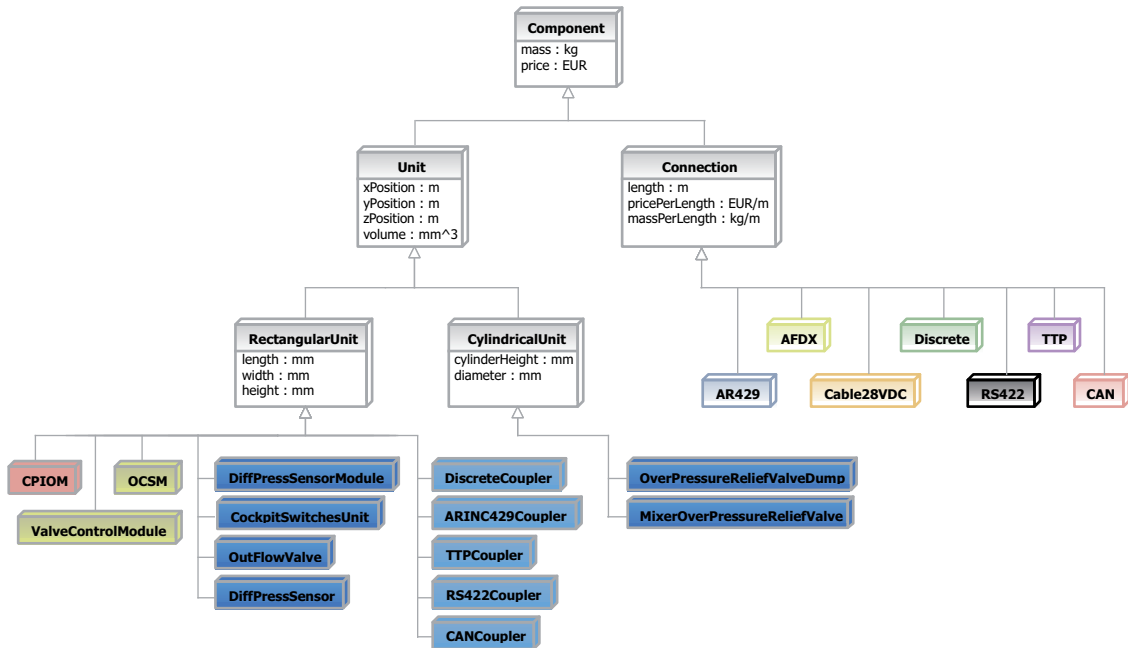 Component
mass : kg
price : EUR
Unit
xPosition : m
yPosition : m
zPosition : m
volume : mm^3
Connection
length : m
pricePerLength : EUR/m
massPerLength : kg/m
RectangularUnit
length : mm
width : mm
height : mm
CylindricalUnit
cylinderHeight : mm
diameter : mm
AFDX
Discrete
TTP
AR429
Cable28VDC
RS422
CAN
CPIOM
OCSM
ValveControlModule
DiffPressSensorModule
CockpitSwitchesUnit
OutFlowValve
DiffPressSensor
DiscreteCoupler
ARINC429Coupler
TTPCoupler
RS422Coupler
CANCoupler
OverPressureReliefValveDump
MixerOverPressureReliefValve